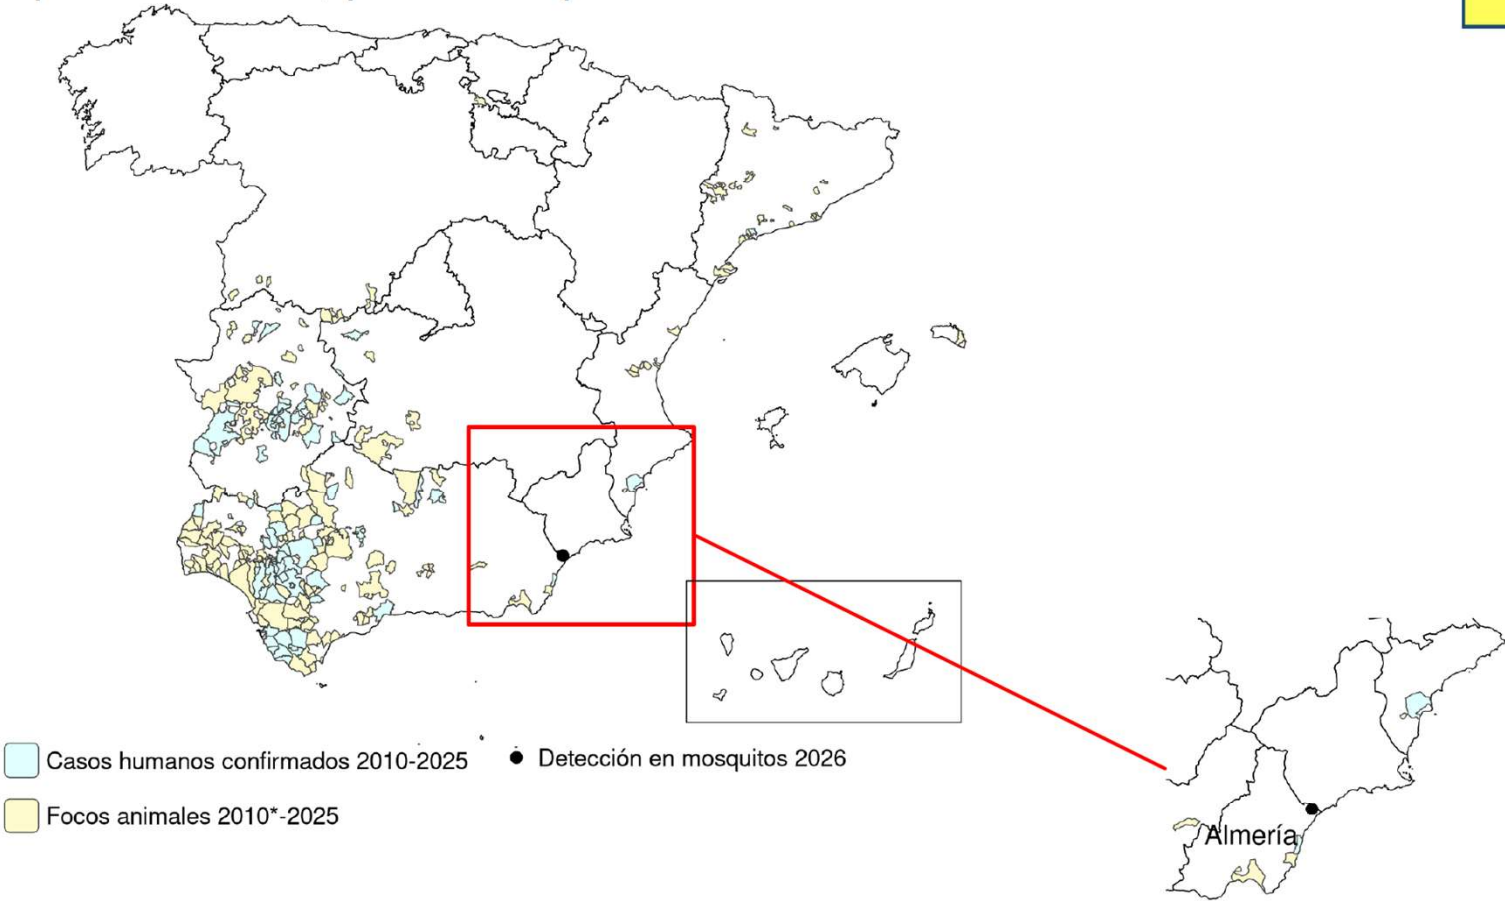 Casos humanos confirmados 2010-2025
Detección en mosquitos 2026
Focos animales 2010*-2025
Almería